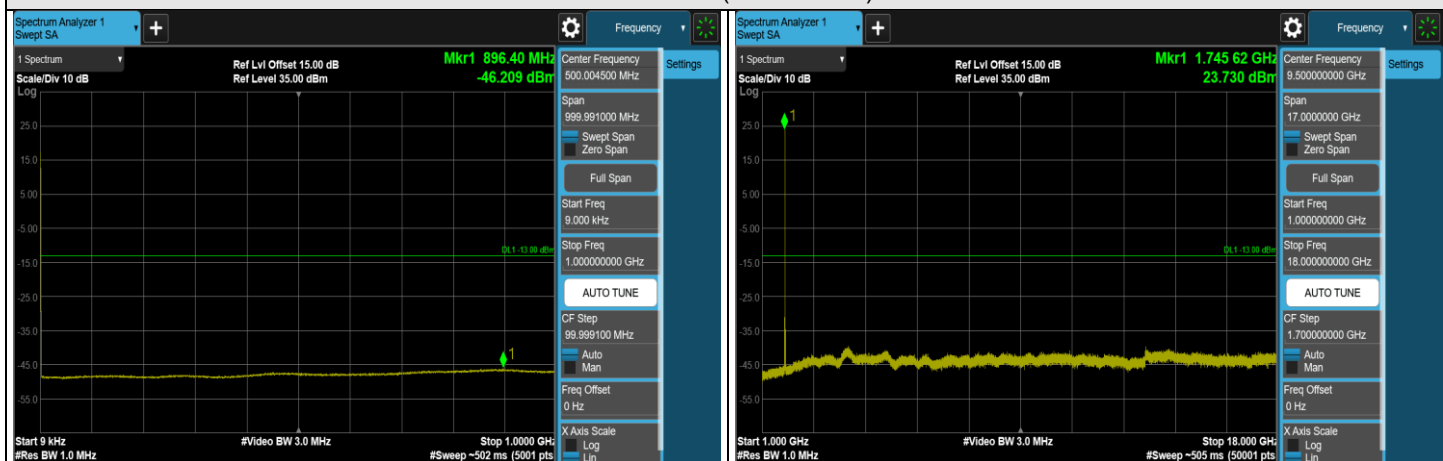 Spectrum Analyzer 1
Swept SA
Frequency
1 Spectrum
Scale/Div 10 dB
Log
Ref Lvl Offset 15.00 dB
Ref Level 35.00 dBm
Mkr1 896.40 MHz
-46.209 dBm
25.0
15.0
5.00
-5.00
-15.0
-25.0
-35.0
-45.0
-55.0
DL1 -13.00 dBm
1
Start 9 kHz
#Res BW 1.0 MHz
#Video BW 3.0 MHz
Stop 1.0000 GHz
#Sweep ~502 ms (5001 pts
Center Frequency
500.004500 MHz
Span
999.991000 MHz
Swept Span
Zero Span
Full Span
Start Freq
9.000 kHz
Stop Freq
1.000000000 GHz
AUTO TUNE
CF Step
99.999100 MHz
Auto
Man
Freq Offset
0 Hz
X Axis Scale
Log
Lin
Settings
Spectrum Analyzer 1
Swept SA
Frequency
1 Spectrum
Scale/Div 10 dB
Log
Ref Lvl Offset 15.00 dB
Ref Level 35.00 dBm
Mkr1 1.745 62 GHz
23.730 dBm
25.0
15.0
5.00
-5.00
-15.0
-25.0
-35.0
-45.0
-55.0
DL1 -13.00 dBm
1
Start 1.000 GHz
#Res BW 1.0 MHz
#Video BW 3.0 MHz
Stop 18.000 GHz
#Sweep ~505 ms (50001 pts
Center Frequency
9.500000000 GHz
Span
17.0000000 GHz
Swept Span
Zero Span
Full Span
Start Freq
1.000000000 GHz
Stop Freq
18.000000000 GHz
AUTO TUNE
CF Step
1.700000000 GHz
Auto
Man
Freq Offset
0 Hz
X Axis Scale
Log
Lin
Settings